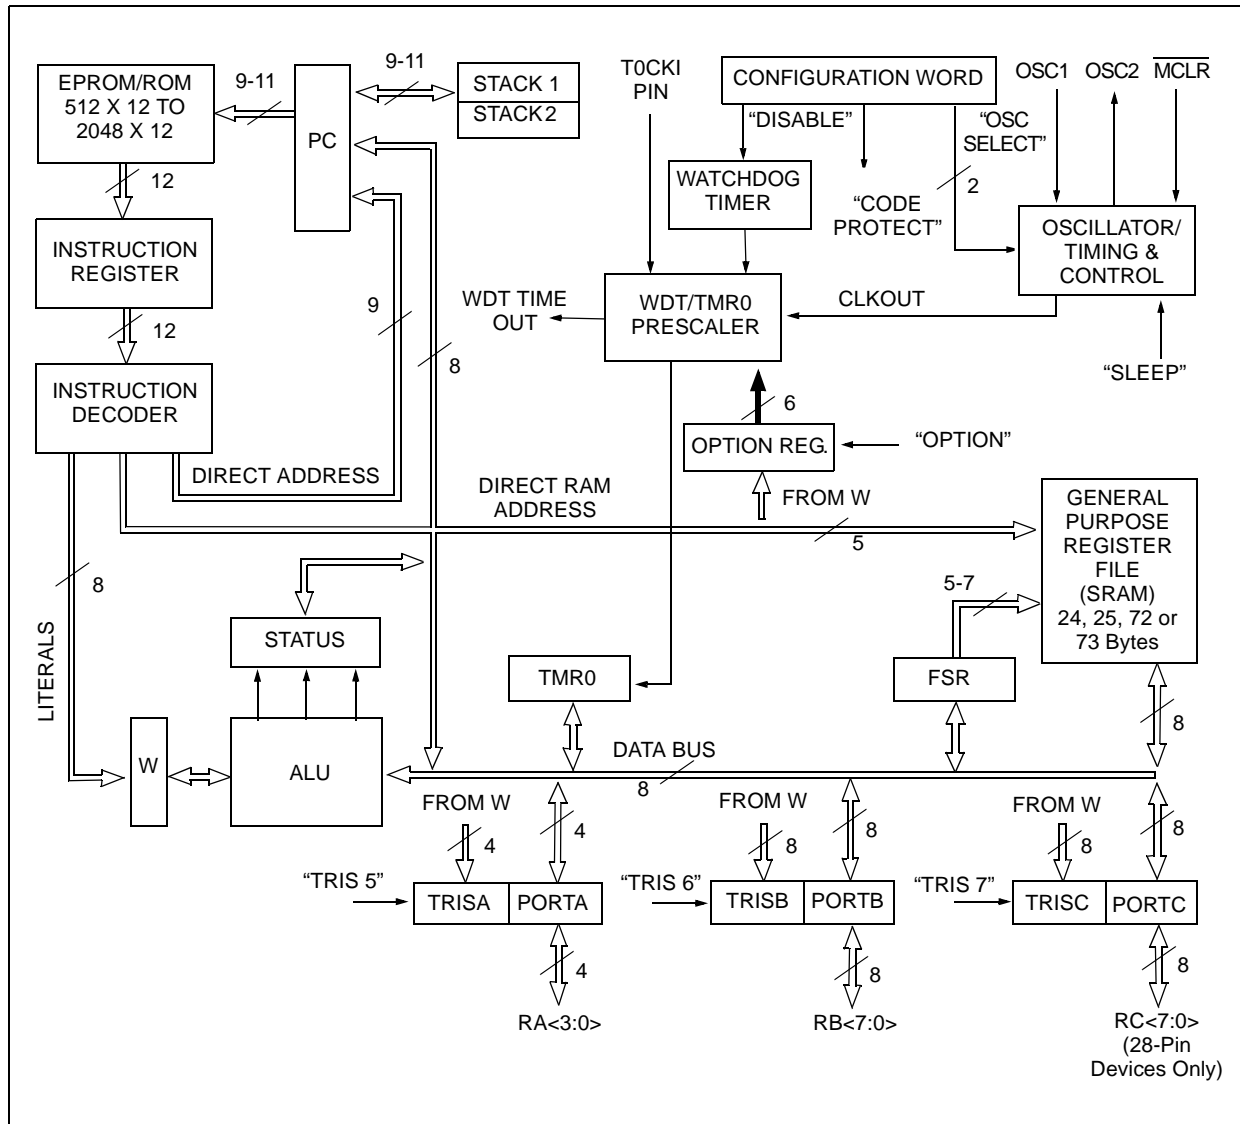 EPROM/ROM
512 X 12 TO
2048 X 12
9-11
PC
9-11
STACK 1
STACK 2
T0CKI
PIN
CONFIGURATION WORD
OSC1
OSC2
MCLR
“DISABLE”
“OSC
SELECT”
12
WATCHDOG
TIMER
2
“CODE
PROTECT”
INSTRUCTION
REGISTER
OSCILLATOR/
TIMING &
CONTROL
9
WDT TIME
OUT
WDT/TMR0
PRESCALER
CLKOUT
12
8
“SLEEP”
INSTRUCTION
DECODER
6
OPTION REG.
“OPTION”
DIRECT ADDRESS
DIRECT RAM
ADDRESS
FROM W
5
GENERAL
PURPOSE
REGISTER
FILE
(SRAM)
24, 25, 72 or
73 Bytes
8
LITERALS
5-7
STATUS
TMR0
FSR
8
W
ALU
DATA BUS
8
FROM W
4
4
FROM W
8
8
FROM W
8
8
“TRIS 5”
TRISA
PORTA
“TRIS 6”
TRISB
PORTB
“TRIS 7”
TRISC
PORTC
4
8
8
RA<3:0>
RB<7:0>
RC<7:0>
(28-Pin
Devices Only)